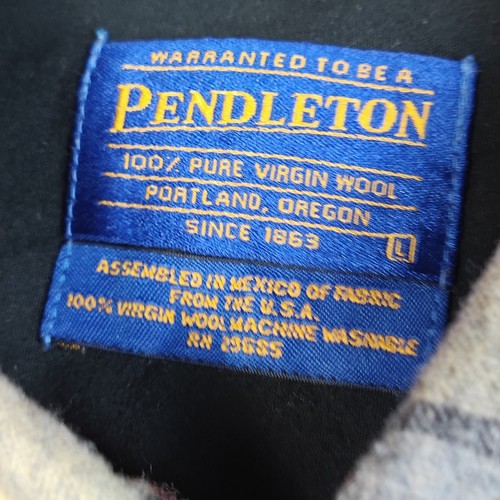 WARRANTED TO BE A
PENDLETON
100% PURE VIRGIN WOOL
PORTLAND, OREGON
SINCE 1863
L
ASSEMBLED IN MEXICO OF FABRIC
FROM THE U.S.A.
100% VIRGIN WOOL MACHINE WASHABLE
RN 29685